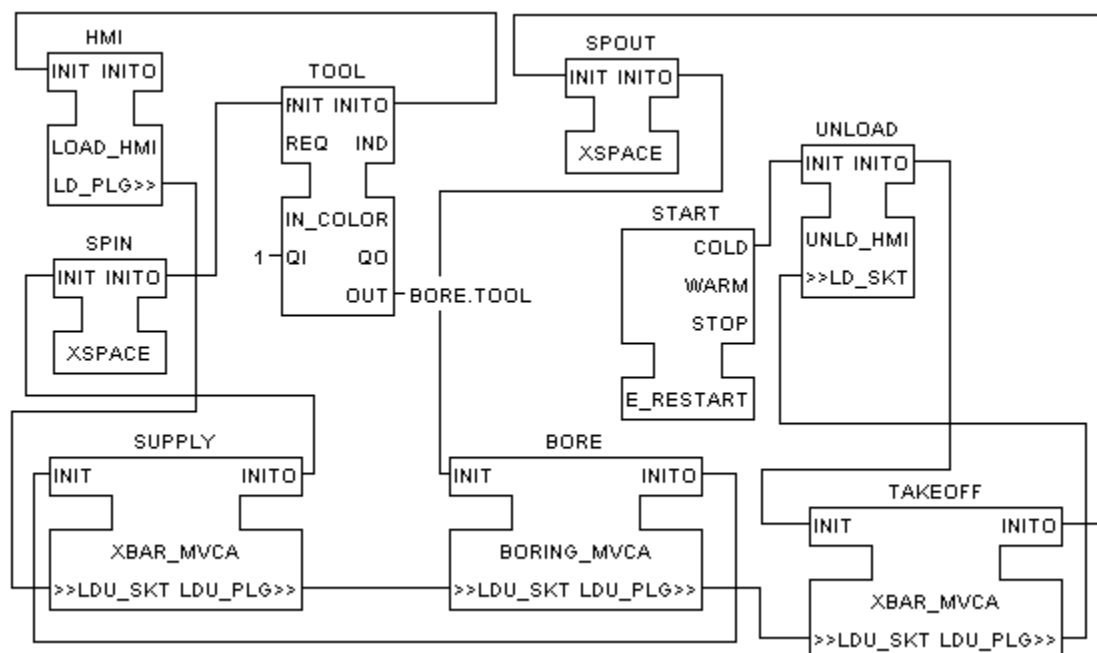 HMI
INIT INITO
LOAD_HMI
LD_PLG>>
TOOL
INIT INITO
REQ IND
IN_COLOR
1
QI QO
OUT
BORE.TOOL
SPIN
INIT INITO
XSPACE
SPOUT
INIT INITO
XSPACE
UNLOAD
INIT INITO
UNLD_HMI
>>LD_SKT
START
COLD
WARM
STOP
E_RESTART
SUPPLY
INIT INITO
XBAR_MVCA
>>LDU_SKT LDU_PLG>>
BORE
INIT INITO
BORING_MVCA
>>LDU_SKT LDU_PLG>>
TAKEOFF
INIT INITO
XBAR_MVCA
>>LDU_SKT LDU_PLG>>